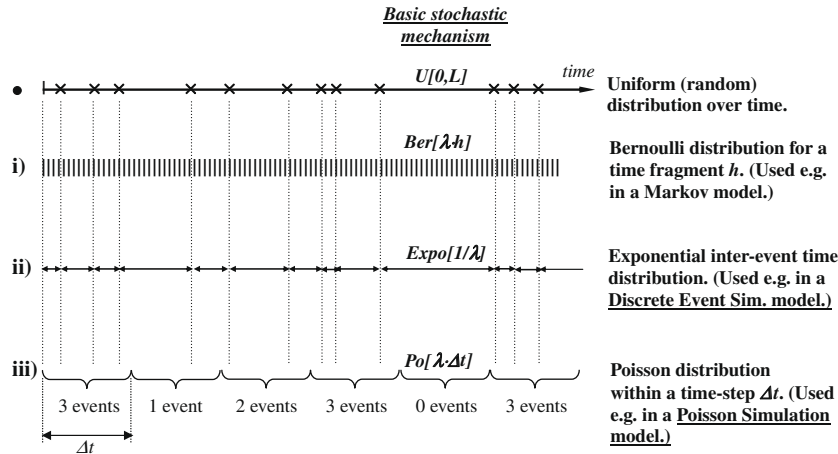 Basic stochastic
mechanism
U[0,L]
time
• Uniform (random)
distribution over time.
i)
Ber[λ·h]
Bernoulli distribution for a
time fragment h. (Used e.g.
in a Markov model.)
ii)
Expo[1/λ]
Exponential inter-event time
distribution. (Used e.g. in a
Discrete Event Sim. model.)
iii)
Po[λ·Δt]
Poisson distribution
within a time-step Δt. (Used
e.g. in a Poisson Simulation
model.)
3 events 1 event 2 events 3 events 0 events 3 events
Δt